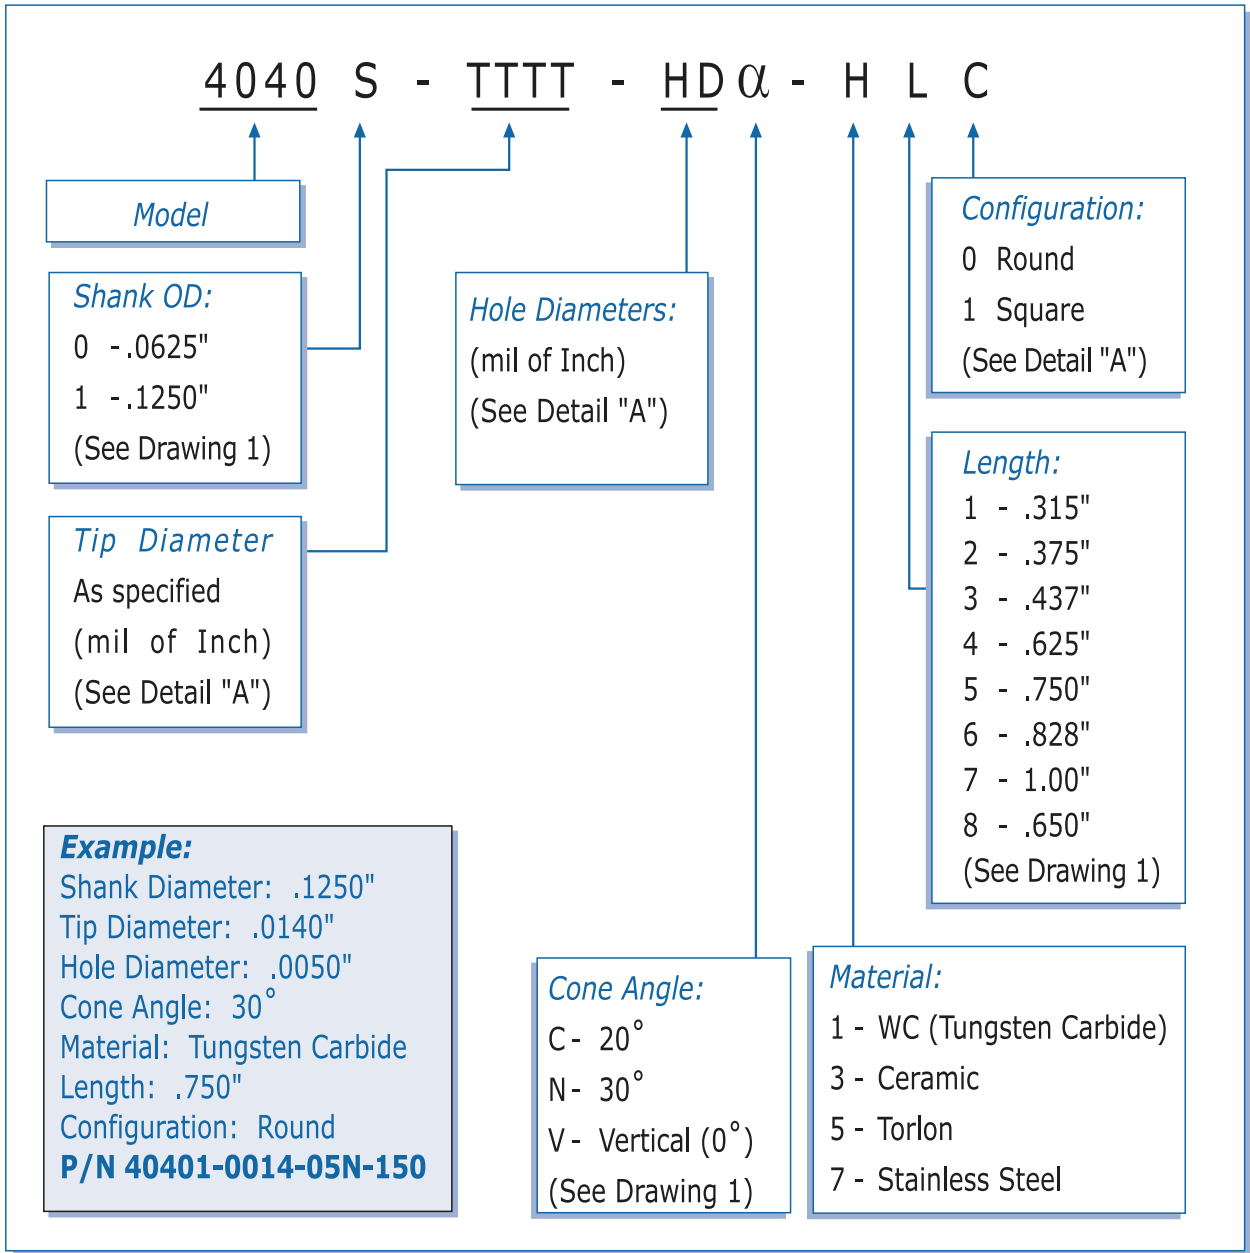 4040 S - TTTT - HD α - H L C
Model
Shank OD:
0 -.0625"
1 -.1250"
(See Drawing 1)
Tip Diameter
As specified
(mil of Inch)
(See Detail "A")
Hole Diameters:
(mil of Inch)
(See Detail "A")
Configuration:
0 Round
1 Square
(See Detail "A")
Length:
1 - .315"
2 - .375"
3 - .437"
4 - .625"
5 - .750"
6 - .828"
7 - 1.00"
8 - .650"
(See Drawing 1)
Example:
Shank Diameter: .1250"
Tip Diameter: .0140"
Hole Diameter: .0050"
Cone Angle: 30°
Material: Tungsten Carbide
Length: .750"
Configuration: Round
P/N 40401-0014-05N-150
Cone Angle:
C - 20°
N - 30°
V - Vertical (0°)
(See Drawing 1)
Material:
1 - WC (Tungsten Carbide)
3 - Ceramic
5 - Torlon
7 - Stainless Steel